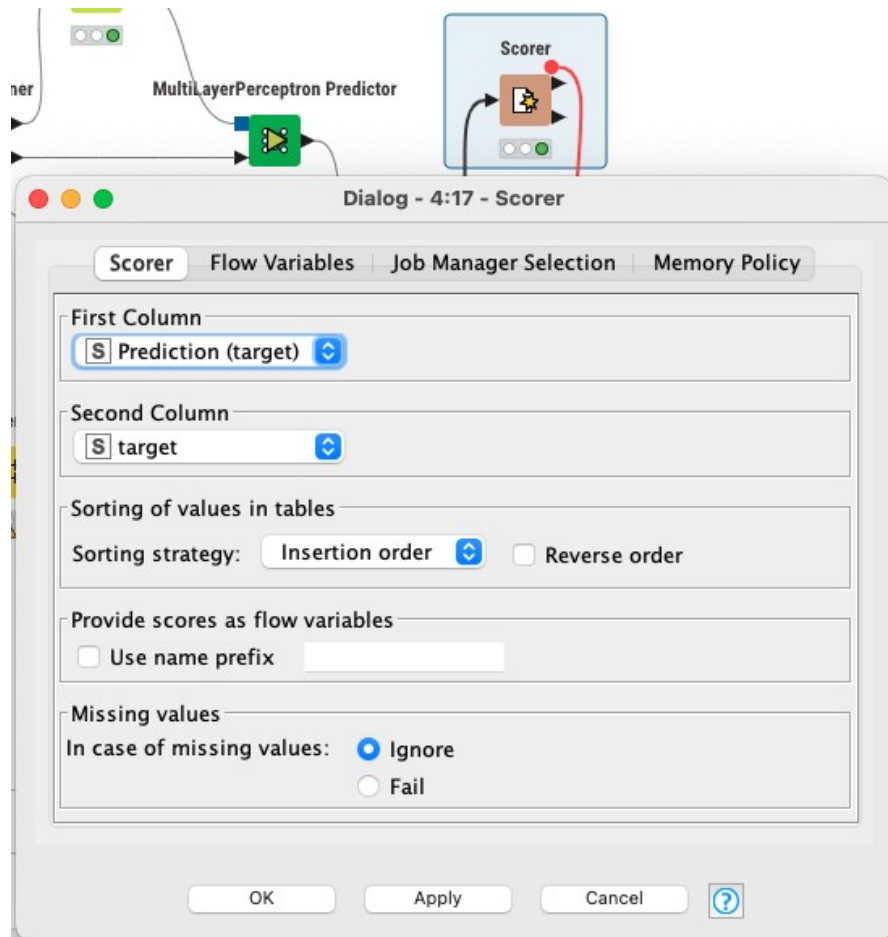 Scorer
ner
MultiLayerPerceptron Predictor
Dialog - 4:17 - Scorer
Scorer Flow Variables Job Manager Selection Memory Policy
First Column
S Prediction (target)
Second Column
S target
Sorting of values in tables
Sorting strategy: Insertion order Reverse order
Provide scores as flow variables
Use name prefix
Missing values
In case of missing values: Ignore
Fail
OK Apply Cancel ?